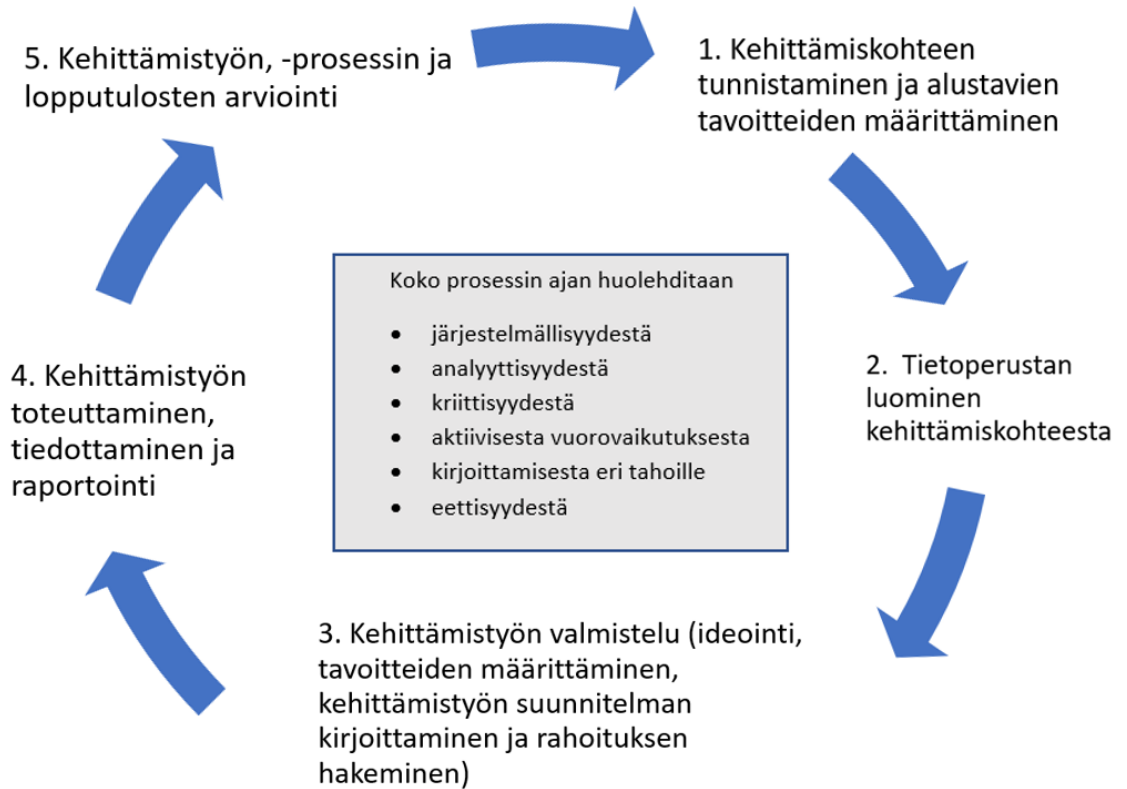 1. Kehittämiskohteen
tunnistaminen ja alustavien
tavoitteiden määrittäminen
2. Tietoperustan
luominen
kehittämiskohteesta
3. Kehittämistyön valmistelu (ideointi,
tavoitteiden määrittäminen,
kehittämistyön suunnitelman
kirjoittaminen ja rahoituksen
hakeminen)
4. Kehittämistyön
toteuttaminen,
tiedottaminen ja
raportointi
5. Kehittämistyön, -prosessin ja
lopputulosten arviointi
Koko prosessin ajan huolehditaan
• järjestelmällisyydestä
• analyyttisyydestä
• kriittisyydestä
• aktiivisesta vuorovaikutuksesta
• kirjoittamisesta eri tahoille
• eettisyydestä